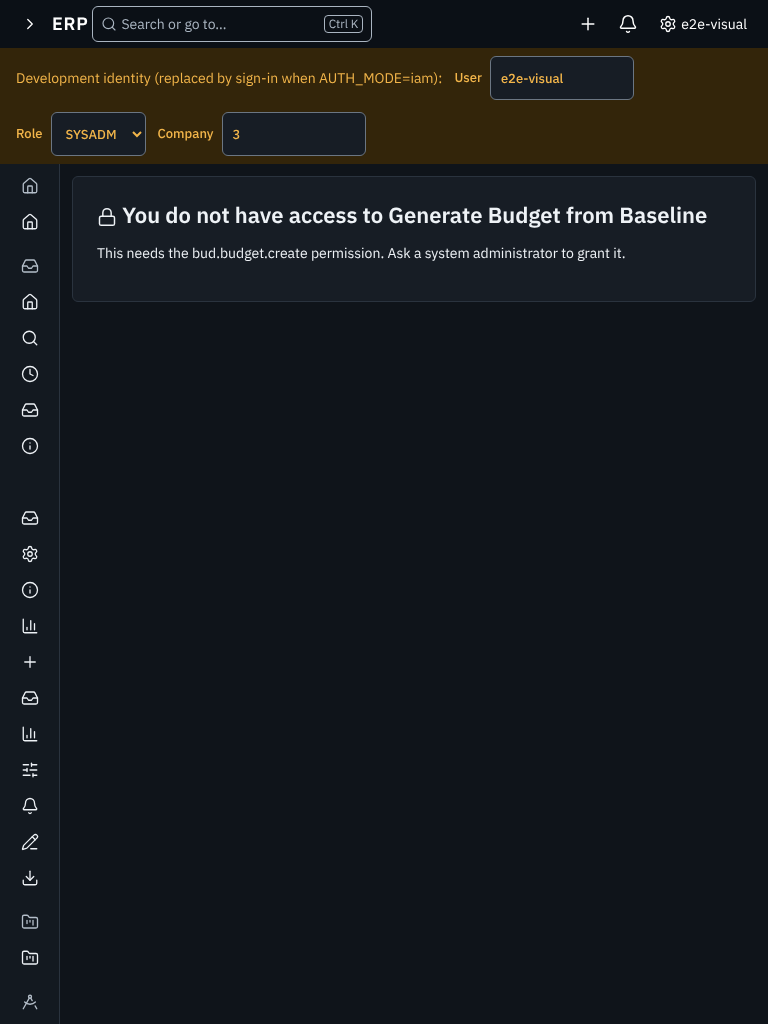 ERP
Search or go to...
Ctrl K
e2e-visual
Development identity (replaced by sign-in when AUTH_MODE=iam):
User
e2e-visual
Role
SYSADM
Company
3
You do not have access to Generate Budget from Baseline
This needs the bud.budget.create permission. Ask a system administrator to grant it.